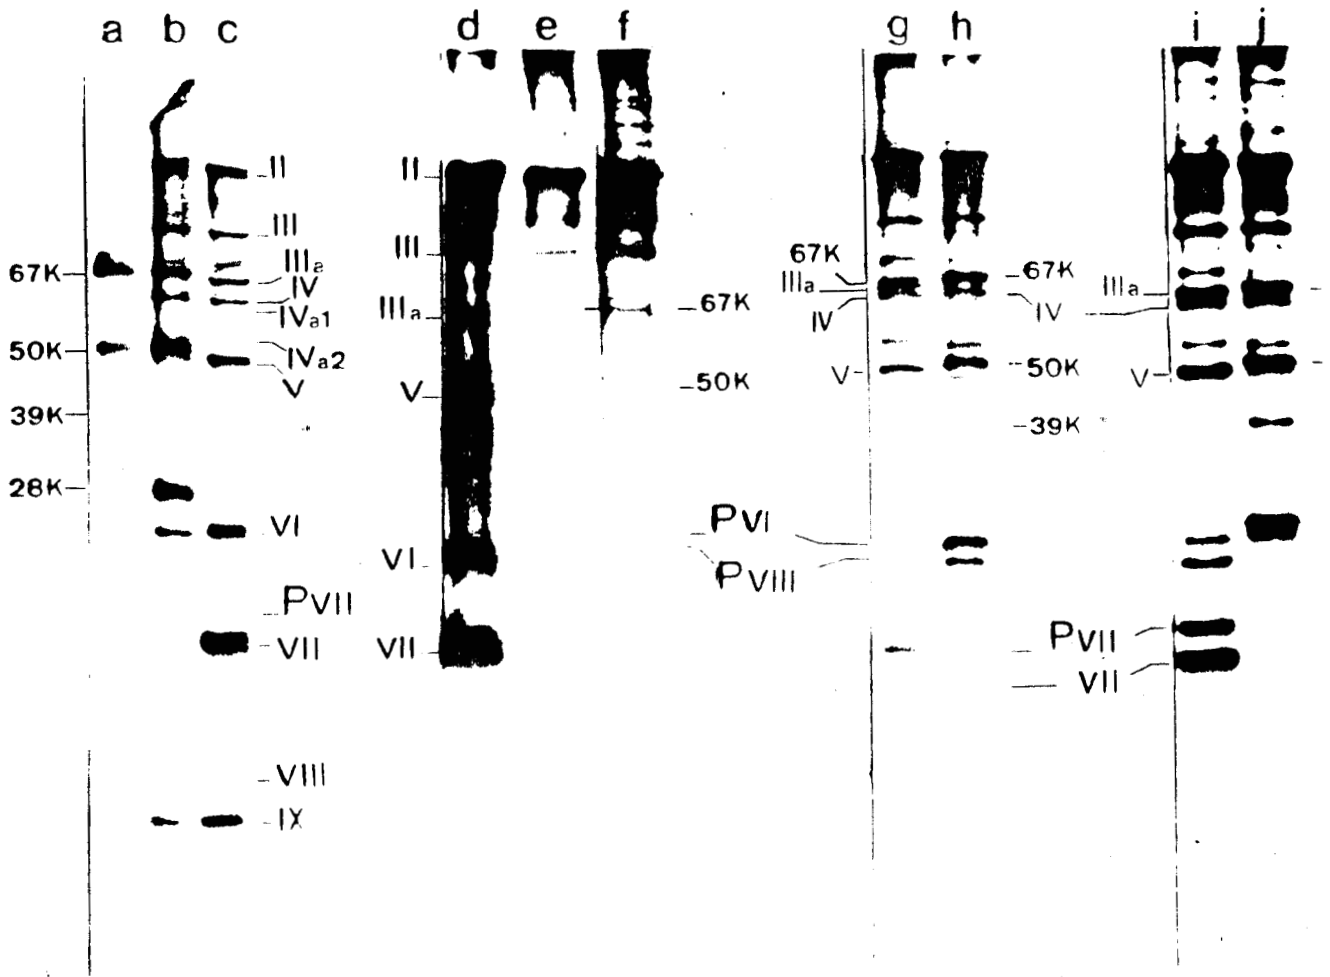 a b c d e f g h i j
II
III
IIIa
67K
IV
IVa1
50K
IVa2
V
39K
28K
VI
PVII
VII
VIII
IX
II
III
IIIa
V
VI
VII
67K
50K
PVI
PVIII
67K
IIIa
IV
V
67K
IV
50K
39K
PVII
VII
IIIa
V